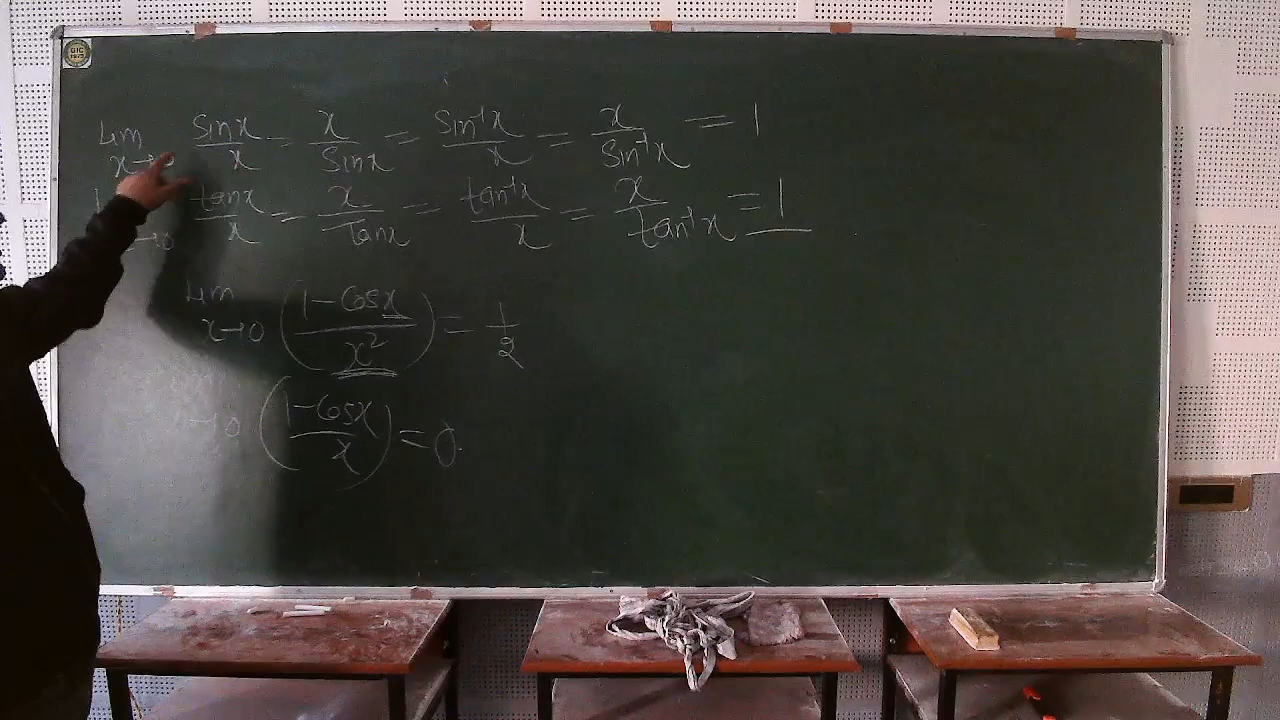 Lim x→0 sinx/x = x/Sinx = Sin⁻¹x/x = x/Sin⁻¹x = 1
→0 tanx/x = x/Tanx = tan⁻¹x/x = x/tan⁻¹x = 1
Lim x→0 (1-Cosx/x²) = 1/2
→0 (1-Cosx/x) = 0